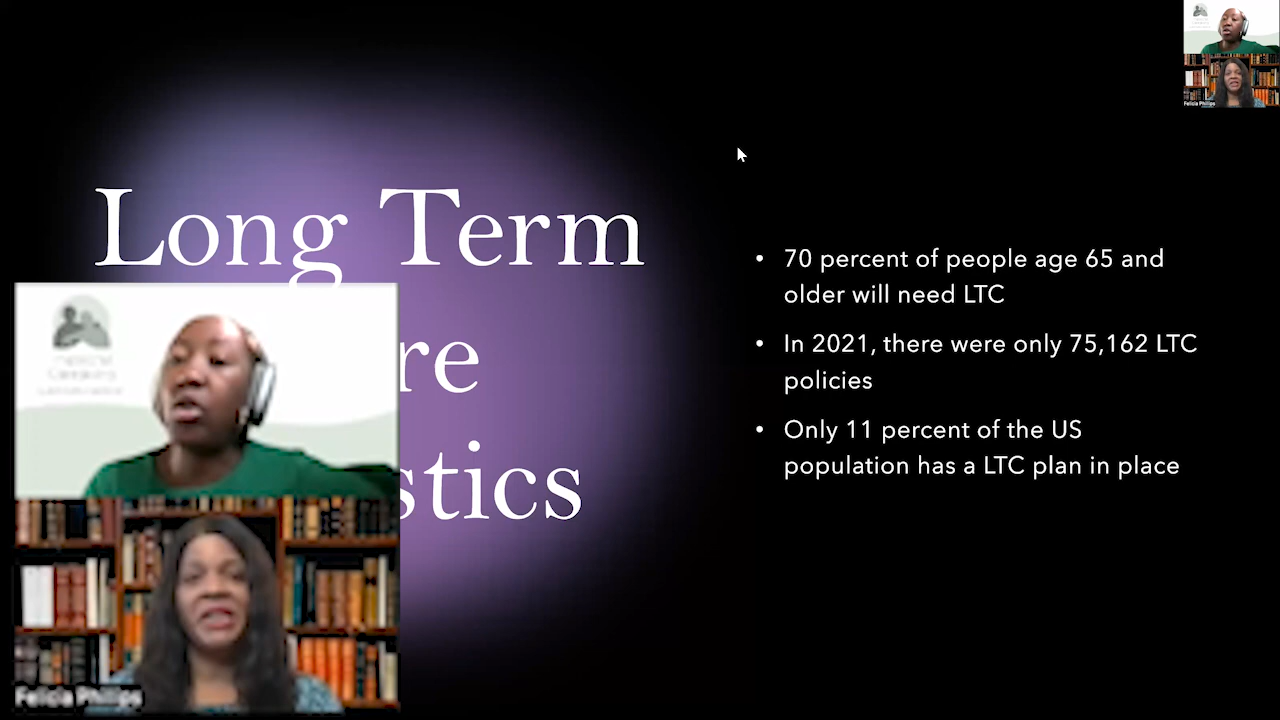 Long Term
re
stics
• 70 percent of people age 65 and
older will need LTC
• In 2021, there were only 75,162 LTC
policies
• Only 11 percent of the US
population has a LTC plan in place
Felicia Phillips
Felicia Phillips